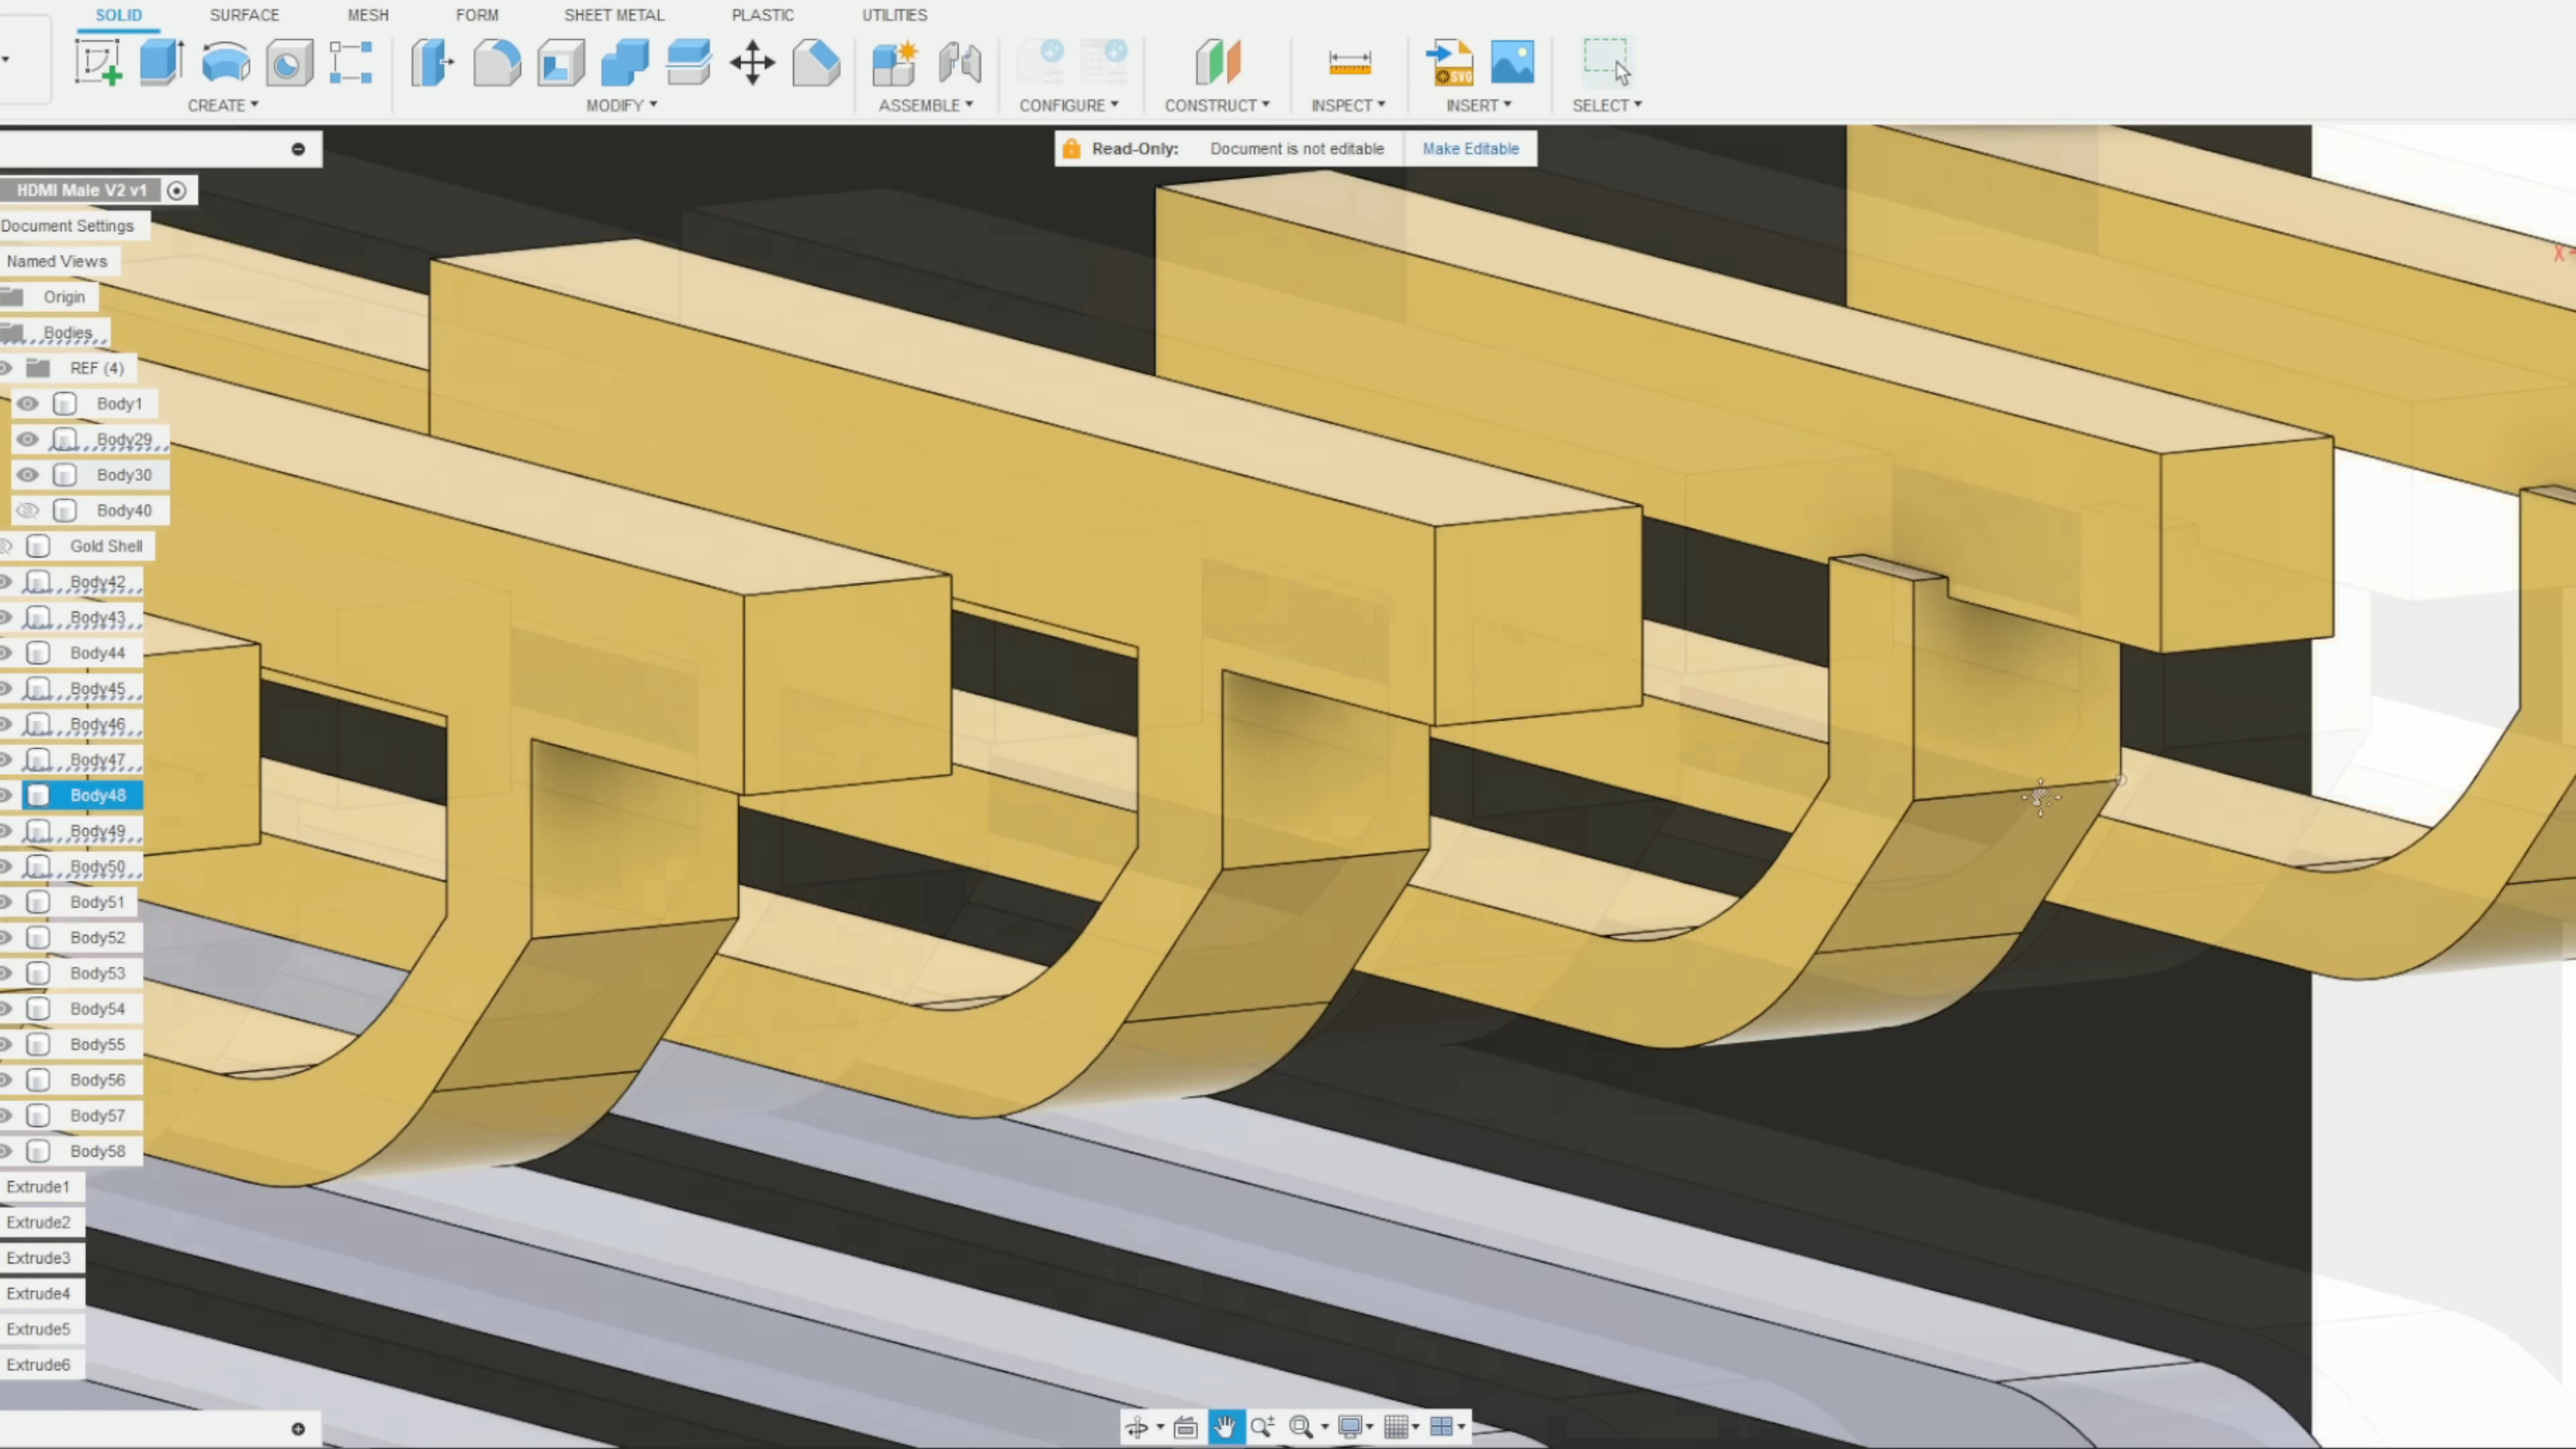 SOLID SURFACE MESH FORM SHEET METAL PLASTIC UTILITIES
SVG
CREATE MODIFY ASSEMBLE CONFIGURE CONSTRUCT INSPECT INSERT SELECT
Read-Only: Document is not editable Make Editable
HDMI Male V2 v1
Document Settings
Named Views
X
Origin
Bodies
REF (4)
Body1
Body29
Body30
Body40
Gold Shell
Body42
Body43
Body44
Body45
Body46
Body47
Body48
Body49
Body50
Body51
Body52
Body53
Body54
Body55
Body56
Body57
Body58
Extrude1
Extrude2
Extrude3
Extrude4
Extrude5
Extrude6